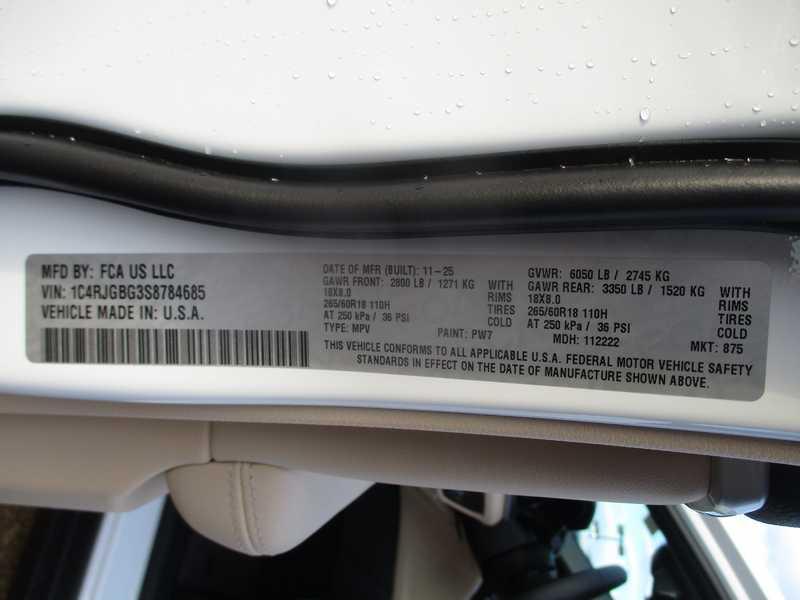 MFD BY: FCA US LLC
VIN: 1C4RJGBG3S8784685
VEHICLE MADE IN: U.S.A.
DATE OF MFR (BUILT): 11-25
GAWR FRONT: 2800 LB / 1271 KG WITH
18X8.0 RIMS
265/60R18 110H TIRES
AT 250 kPa / 36 PSI COLD
TYPE: MPV PAINT: PW7
GVWR: 6050 LB / 2745 KG
GAWR REAR: 3350 LB / 1520 KG WITH
18X8.0 RIMS
265/60R18 110H TIRES
AT 250 kPa / 36 PSI COLD
MDH: 112222 MKT: 875
THIS VEHICLE CONFORMS TO ALL APPLICABLE U.S.A. FEDERAL MOTOR VEHICLE SAFETY
STANDARDS IN EFFECT ON THE DATE OF MANUFACTURE SHOWN ABOVE.